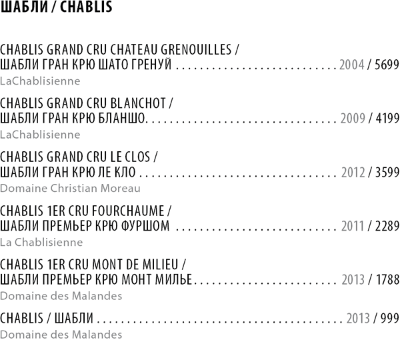 ШАБЛИ / CHABLIS
CHABLIS GRAND CRU CHATEAU GRENOUILLES /
ШАБЛИ ГРАН КРЮ ШАТО ГРЕНУЙ . . . . . . . . . . . . . . . . . . . . . . . . 2004 / 5699
LaChablisienne
CHABLIS GRAND CRU BLANCHOT /
ШАБЛИ ГРАН КРЮ БЛАНШО. . . . . . . . . . . . . . . . . . . . . . . . . . . . 2009 / 4199
LaChablisienne
CHABLIS GRAND CRU LE CLOS /
ШАБЛИ ГРАН КРЮ ЛЕ КЛО . . . . . . . . . . . . . . . . . . . . . . . . . . . . . 2012 / 3599
Domaine Christian Moreau
CHABLIS 1ER CRU FOURCHAUME /
ШАБЛИ ПРЕМЬЕР КРЮ ФУРШОМ . . . . . . . . . . . . . . . . . . . . . . . . 2011 / 2289
La Chablisienne
CHABLIS 1ER CRU MONT DE MILIEU /
ШАБЛИ ПРЕМЬЕР КРЮ МОНТ МИЛЬЕ. . . . . . . . . . . . . . . . . . . . . 2013 / 1788
Domaine des Malandes
CHABLIS / ШАБЛИ . . . . . . . . . . . . . . . . . . . . . . . . . . . . . . . . . . . . 2013 / 999
Domaine des Malandes